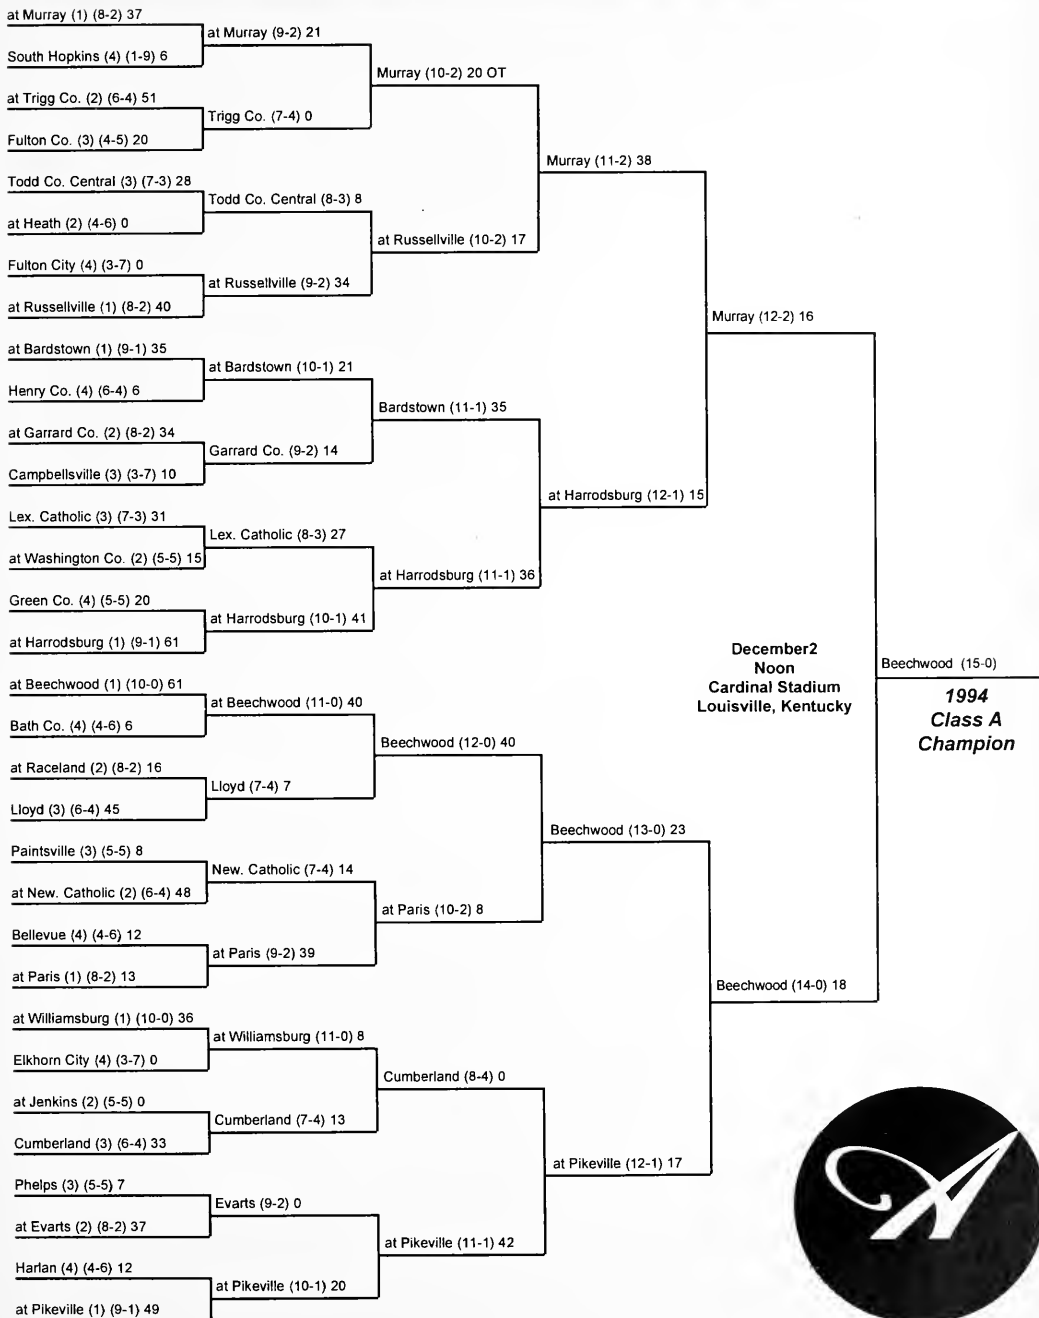 at Murray (1) (8-2) 37
at Murray (9-2) 21
South Hopkins (4) (1-9) 6
Murray (10-2) 20 OT
at Trigg Co. (2) (6-4) 51
Trigg Co. (7-4) 0
Fulton Co. (3) (4-5) 20
Murray (11-2) 38
Todd Co. Central (3) (7-3) 28
Todd Co. Central (8-3) 8
at Heath (2) (4-6) 0
at Russellville (10-2) 17
Fulton City (4) (3-7) 0
at Russellville (9-2) 34
at Russellville (1) (8-2) 40
Murray (12-2) 16
at Bardstown (1) (9-1) 35
at Bardstown (10-1) 21
Henry Co. (4) (6-4) 6
Bardstown (11-1) 35
at Garrard Co. (2) (8-2) 34
Garrard Co. (9-2) 14
Campbellsville (3) (3-7) 10
at Harrodsburg (12-1) 15
Lex. Catholic (3) (7-3) 31
Lex. Catholic (8-3) 27
at Washington Co. (2) (5-5) 15
at Harrodsburg (11-1) 36
Green Co. (4) (5-5) 20
at Harrodsburg (10-1) 41
at Harrodsburg (1) (9-1) 61
December2
Noon
Cardinal Stadium
Louisville, Kentucky
Beechwood (15-0)
1994
Class A
Champion
at Beechwood (1) (10-0) 61
at Beechwood (11-0) 40
Bath Co. (4) (4-6) 6
Beechwood (12-0) 40
at Raceland (2) (8-2) 16
Lloyd (7-4) 7
Lloyd (3) (6-4) 45
Beechwood (13-0) 23
Paintsville (3) (5-5) 8
New. Catholic (7-4) 14
at New. Catholic (2) (6-4) 48
at Paris (10-2) 8
Bellevue (4) (4-6) 12
at Paris (9-2) 39
at Paris (1) (8-2) 13
Beechwood (14-0) 18
at Williamsburg (1) (10-0) 36
at Williamsburg (11-0) 8
Elkhorn City (4) (3-7) 0
Cumberland (8-4) 0
at Jenkins (2) (5-5) 0
Cumberland (7-4) 13
Cumberland (3) (6-4) 33
at Pikeville (12-1) 17
Phelps (3) (5-5) 7
Evarts (9-2) 0
at Evarts (2) (8-2) 37
at Pikeville (11-1) 42
Harlan (4) (4-6) 12
at Pikeville (10-1) 20
at Pikeville (1) (9-1) 49
A